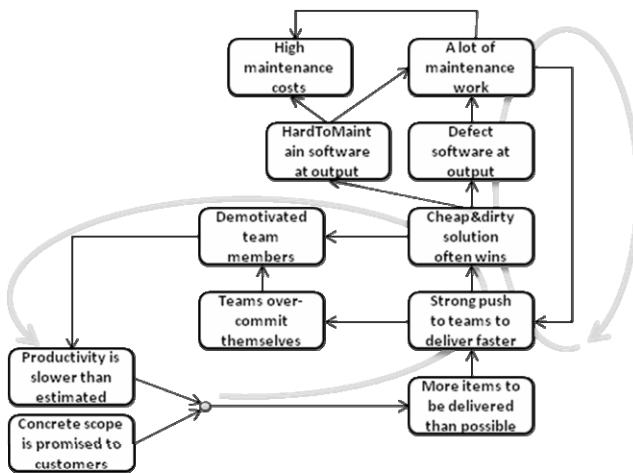 High
maintenance
costs
A lot of
maintenance
work
HardToMaint
ain software
at output
Defect
software at
output
Demotivated
team
members
Cheap&dirty
solution
often wins
Teams over-
commit
themselves
Strong push
to teams to
deliver faster
Productivity is
slower than
estimated
More items to
be delivered
than possible
Concrete scope
is promised to
customers